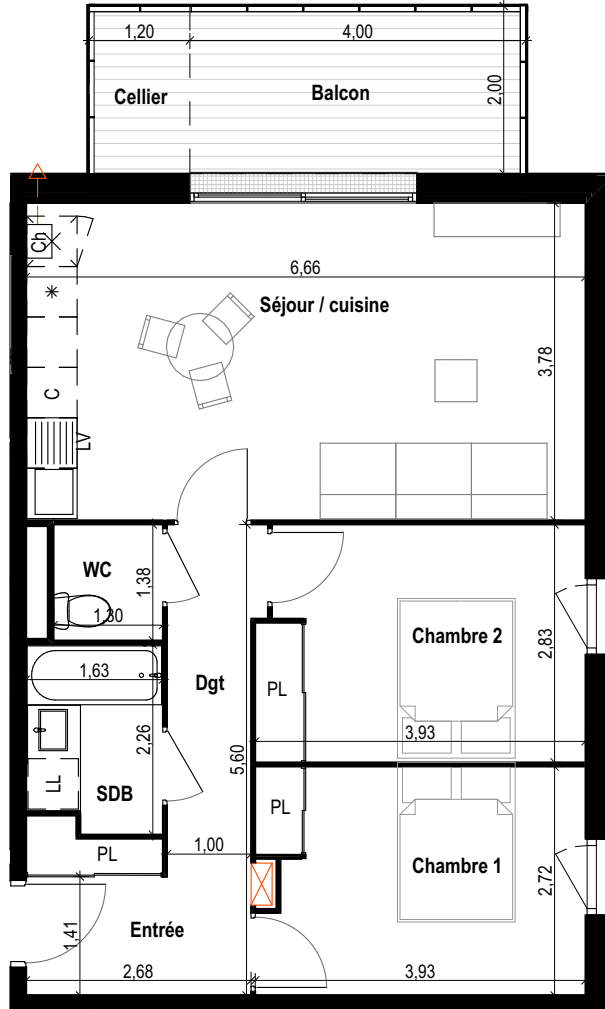 1,20
4,00
Cellier
Balcon
2,00
Ch
6,66
Séjour / cuisine
3,78
C
LV
WC
1,38
1,30
Chambre 2
2,83
1,63
Dgt
PL
2,26
5,60
3,93
LL
SDB
PL
PL
1,00
Chambre 1
2,72
1,41
Entrée
2,68
3,93